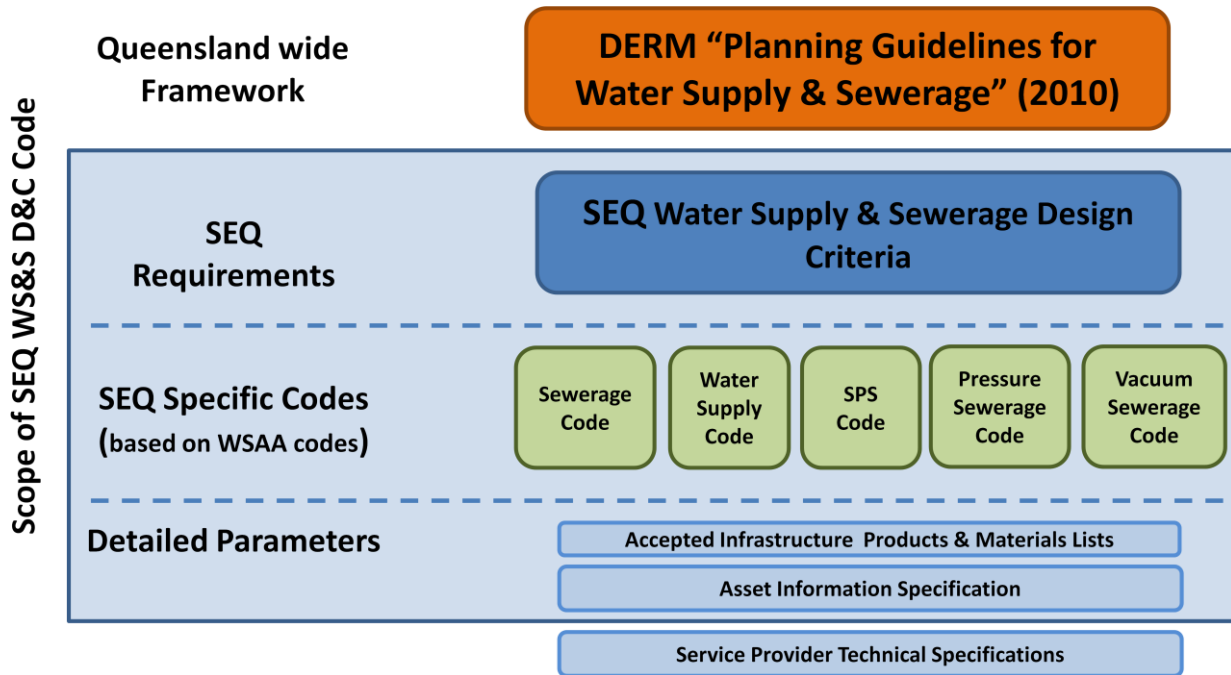 Scope of SEQ WS&S D&C Code
Queensland wide
Framework
DERM “Planning Guidelines for
Water Supply & Sewerage” (2010)
SEQ
Requirements
SEQ Water Supply & Sewerage Design
Criteria
SEQ Specific Codes
(based on WSAA codes)
Sewerage
Code
Water
Supply
Code
SPS
Code
Pressure
Sewerage
Code
Vacuum
Sewerage
Code
Detailed Parameters
Accepted Infrastructure Products & Materials Lists
Asset Information Specification
Service Provider Technical Specifications